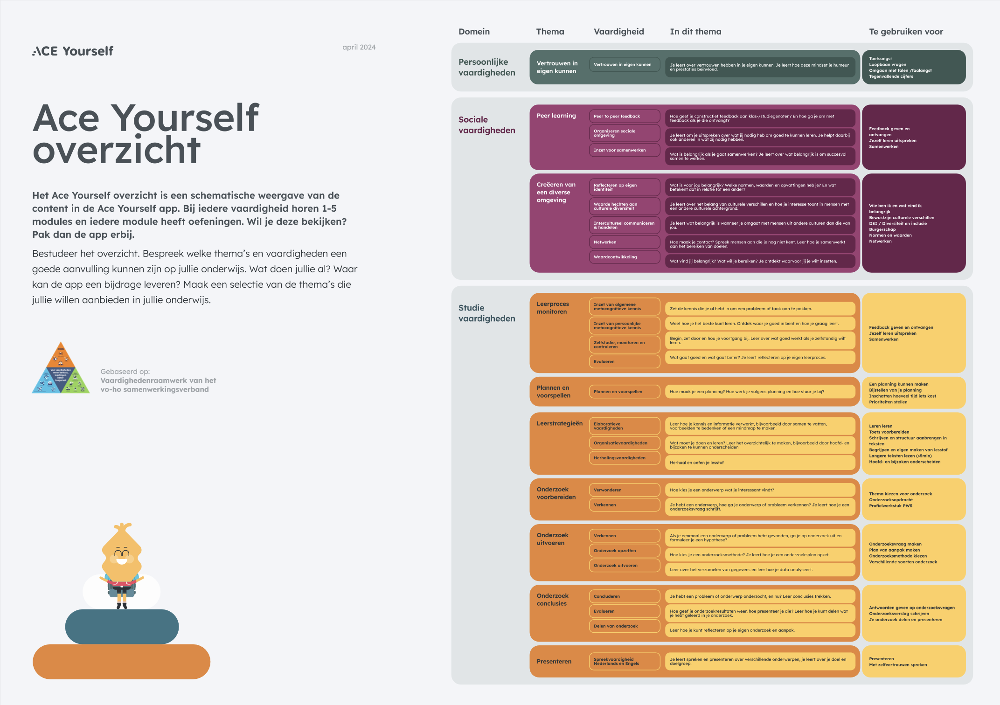 ACE Yourself
april 2024
Ace Yourself
overzicht
Het Ace Yourself overzicht is een schematische weergave van de
content in de Ace Yourself app. Bij iedere vaardigheid horen 1-5
modules en iedere module heeft oefeningen. Wil je deze bekijken?
Pak dan de app erbij.
Bestudeer het overzicht. Bespreek welke thema’s en vaardigheden een
goede aanvulling kunnen zijn op jullie onderwijs. Wat doen jullie al? Waar
kan de app een bijdrage leveren? Maak een selectie van de thema’s die
jullie willen aanbieden in jullie onderwijs.
Van vaardigheden
meer bewust,
leerlingen
beter
toegerust
Gebaseerd op:
Vaardighedenraamwerk van het
vo-ho samenwerkingsverband
Domein
Thema
Vaardigheid
In dit thema
Te gebruiken voor
Persoonlijke
vaardigheden
Vertrouwen in
eigen kunnen
Vertrouwen in eigen kunnen
Je leert over vertrouwen hebben in je eigen kunnen. Je leert hoe deze mindset je humeur
en prestaties beïnvloed.
Toetsangst
Loopbaan vragen
Omgaan met falen /faalangst
Tegenvallende cijfers
Sociale
vaardigheden
Peer learning
Peer to peer feedback
Hoe geef je constructief feedback aan klas-/studiegenoten? En hoe ga je om met
feedback als je die ontvangt?
Organiseren sociale
omgeving
Je leert om je uitspreken over wat jij nodig heb om goed te kunnen leren. Je helpt daarbij
ook anderen in wat zij nodig hebben.
Inzet voor samenwerken
Wat is belangrijk als je gaat samenwerken? Je leert over wat belangrijk is om succesvol
samen te werken.
Feedback geven en
ontvangen
Jezelf leren uitspreken
Samenwerken
Creëeren van
een diverse
omgeving
Reflecteren op eigen
identiteit
Wat is voor jou belangrijk? Welke normen, waarden en opvattingen heb je? En wat
betekent dat in relatie tot een ander?
Waarde hechten aan
culturele diversiteit
Je leert over het belang van culturele verschillen en hoe je interesse toont in mensen met
een andere culturele achtergrond.
Intercultureel communiceren
& handelen
Je leert wat belangrijk is wanneer je omgaat met mensen uit andere culturen dan die van
jou.
Netwerken
Hoe maak je contact? Spreek mensen aan die je nog niet kent. Leer hoe je samenwerkt
aan het bereiken van doelen.
Waardeontwikkeling
Wat vind jij belangrijk? Wat wil je bereiken? Je ontdekt waarvoor jij je wilt inzetten.
Wie ben ik en wat vind ik
belangrijk
Bewustzijn culturele verschillen
DEI / Diversiteit en inclusie
Burgerschap
Normen en waarden
Netwerken
Studie
vaardigheden
Leerproces
monitoren
Inzet van algemene
metacognitieve kennis
Zet de kennis die je al hebt in om een probleem of taak aan te pakken.
Inzet van persoonlijke
metacognitieve kennis
Weet hoe je het beste kunt leren. Ontdek waar je goed in bent en hoe je graag leert.
Zelfstudie, monitoren en
controleren
Begin, zet door en hou je voortgang bij. Leer over wat goed werkt als je zelfstandig wilt
leren.
Evalueren
Wat gaat goed en wat gaat beter? Je leert reflecteren op je eigen leerproces.
Feedback geven en ontvangen
Jezelf leren uitspreken
Samenwerken
Plannen en
voorspellen
Plannen en voorspellen
Hoe maak je een planning? Hoe werk je volgens planning en hoe stuur je bij?
Een planning kunnen maken
Bijstellen van je planning
Inschatten hoeveel tijd iets kost
Prioriteiten stellen
Leerstrategieën
Elaboratieve
vaardigheden
Leer hoe je kennis en informatie verwerkt, bijvoorbeeld door samen te vatten,
voorbeelden te bedenken of een mindmap te maken.
Organisatievaardigheden
Wat moet je doen en leren? Leer het overzichtelijk te maken, bijvoorbeeld door hoofd- en
bijzaken te kunnen onderscheiden
Herhalingsvaardigheden
Herhaal en oefen je lesstof
Leren leren
Toets voorbereiden
Schrijven en structuur aanbrengen in
teksten
Begrijpen en eigen maken van lesstof
Langere teksten lezen (>5min)
Hoofd- en bijzaken onderscheiden
Onderzoek
voorbereiden
Verwonderen
Hoe kies je een onderwerp wat je interessant vindt?
Verkennen
Je hebt een onderwerp, hoe ga je onderwerp of probleem verkennen? Je leert hoe je een
onderzoeksvraag schrijft.
Thema kiezen voor onderzoek
Onderzoeksopdracht
Profielwerkstuk PWS
Onderzoek
uitvoeren
Verkennen
Als je eenmaal een onderwerp of probleem hebt gevonden, ga je op onderzoek uit en
formuleer je een hypothese?
Onderzoek opzetten
Hoe kies je een onderzoeksmethode? Je leert hoe je een onderzoeksplan opzet.
Onderzoek uitvoeren
Leer over het verzamelen van gegevens en leer hoe je data analyseert.
Onderzoeksvraag maken
Plan van aanpak maken
Onderzoeksmethode kiezen
Verschillende soorten onderzoek
Onderzoek
conclusies
Concluderen
Je hebt een probleem of onderwerp onderzocht, en nu? Leer conclusies trekken.
Evalueren
Hoe geef je onderzoekresultaten weer, hoe presenteer je die? Leer hoe je kunt delen wat
je hebt geleerd in je onderzoek.
Delen van onderzoek
Leer hoe je kunt reflecteren op je eigen onderzoek en aanpak.
Antwoorden geven op onderzoeksvragen
Onderzoeksverslag schrijven
Je onderzoek delen en presenteren
Presenteren
Spreekvaardigheid
Nederlands en Engels
Je leert spreken en presenteren over verschillende onderwerpen, je leert over je doel en
doelgroep.
Presenteren
Met zelfvertrouwen spreken